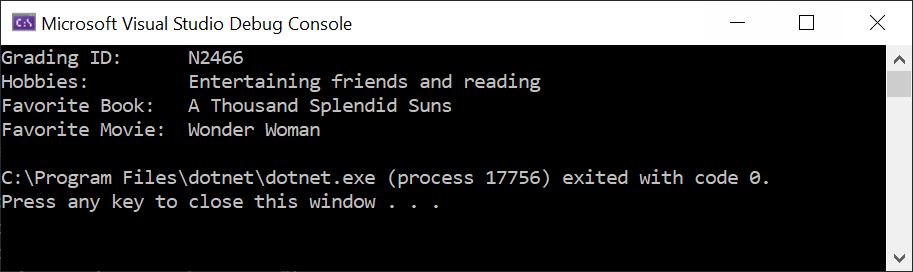 Microsoft Visual Studio Debug Console
Grading ID:      N2466
Hobbies:         Entertaining friends and reading
Favorite Book:   A Thousand Splendid Suns
Favorite Movie:  Wonder Woman
C:\Program Files\dotnet\dotnet.exe (process 17756) exited with code 0.
Press any key to close this window . . .